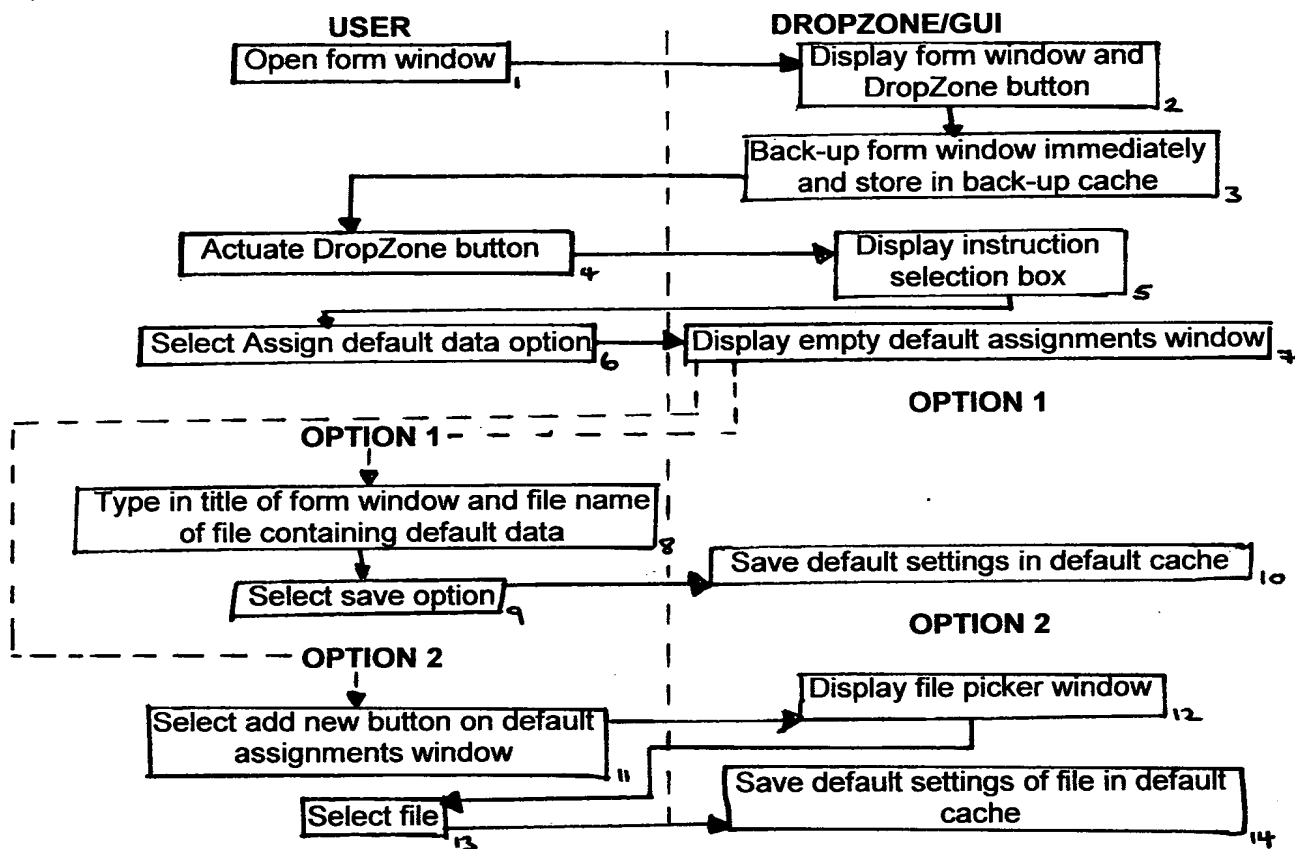 USER
DROPZONE/GUI
Open form window
1
Display form window and
DropZone button
2
Back-up form window immediately
and store in back-up cache
3
Actuate DropZone button
4
Display instruction
selection box
5
Select Assign default data option
6
Display empty default assignments window
7
OPTION 1
OPTION 1
Type in title of form window and file name
of file containing default data
8
Select save option
9
Save default settings in default cache
10
OPTION 2
OPTION 2
Select add new button on default
assignments window
11
Display file picker window
12
Select file
13
Save default settings of file in default
cache
14